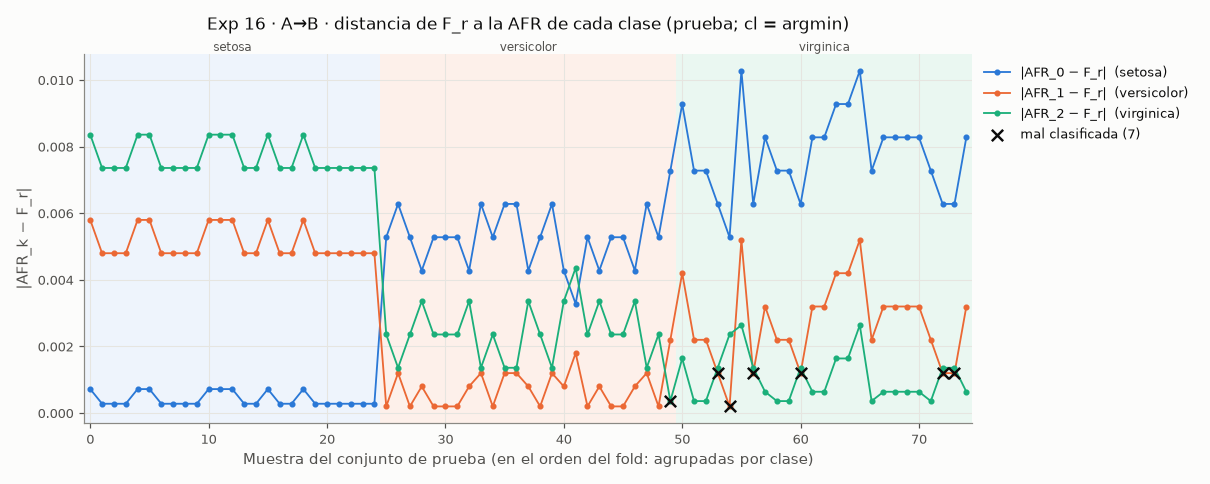 Exp 16 · A→B · distancia de F_r a la AFR de cada clase (prueba; cl = argmin)
setosa
versicolor
virginica
|AFR_0 − F_r| (setosa)
|AFR_1 − F_r| (versicolor)
|AFR_2 − F_r| (virginica)
mal clasificada (7)
|AFR_k − F_r|
0.010
0.008
0.006
0.004
0.002
0.000
0
10
20
30
40
50
60
70
Muestra del conjunto de prueba (en el orden del fold: agrupadas por clase)